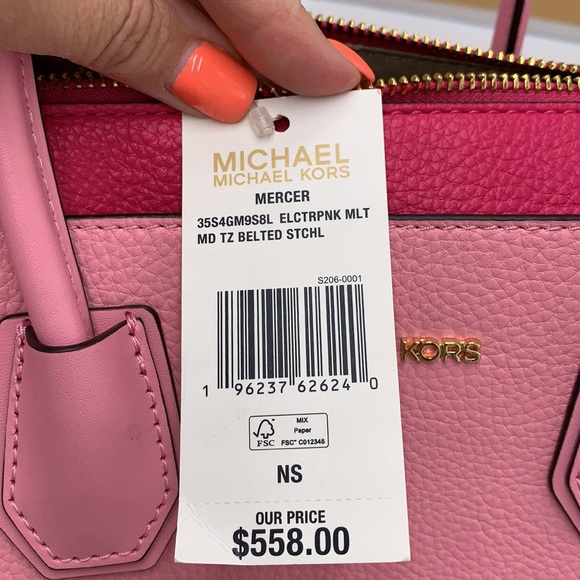 MICHAEL
MICHAEL KORS
MERCER
35S4GM9S8L ELCTRPNK MLT
MD TZ BELTED STCHL
S206-0001
1 96237 62624 0
FSC
MIX
Paper
FSC™ C012345
NS
OUR PRICE
$558.00
KORS